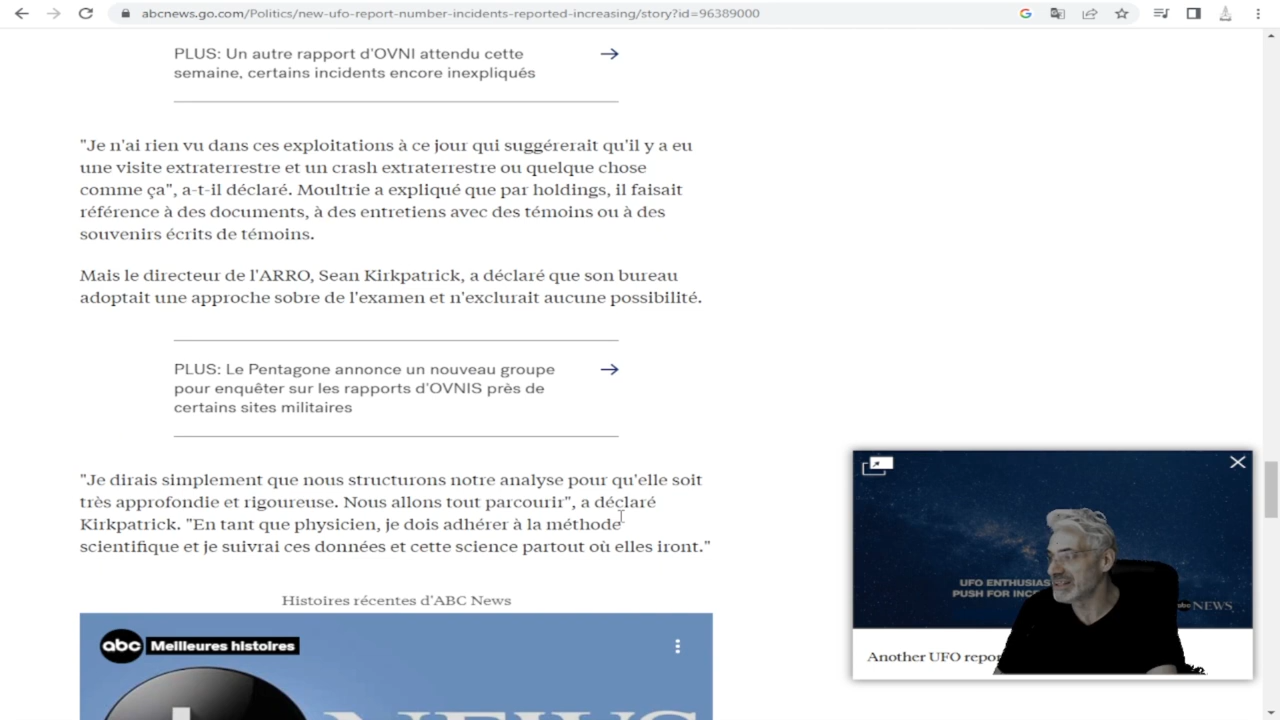 abcnews.go.com/Politics/new-ufo-report-number-incidents-reported-increasing/story?id=96389000
PLUS: Un autre rapport d'OVNI attendu cette
semaine, certains incidents encore inexpliqués
"Je n'ai rien vu dans ces exploitations à ce jour qui suggérerait qu'il y a eu
une visite extraterrestre et un crash extraterrestre ou quelque chose
comme ça", a-t-il déclaré. Moultrie a expliqué que par holdings, il faisait
référence à des documents, à des entretiens avec des témoins ou à des
souvenirs écrits de témoins.
Mais le directeur de l'ARRO, Sean Kirkpatrick, a déclaré que son bureau
adoptait une approche sobre de l'examen et n'exclurait aucune possibilité.
PLUS: Le Pentagone annonce un nouveau groupe
pour enquêter sur les rapports d'OVNIS près de
certains sites militaires
"Je dirais simplement que nous structurons notre analyse pour qu'elle soit
très approfondie et rigoureuse. Nous allons tout parcourir", a déclaré
Kirkpatrick. "En tant que physicien, je dois adhérer à la méthode
scientifique et je suivrai ces données et cette science partout où elles iront."
Histoires récentes d'ABC News
abc Meilleures histoires
NEWS
UFO ENTHUSIAS
PUSH FOR INC
abc NEWS
Another UFO repor